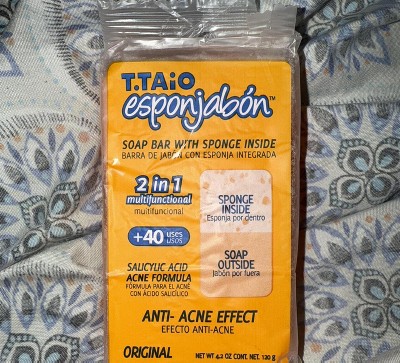 T.TAiO
esponjabón™
SOAP BAR WITH SPONGE INSIDE
BARRA DE JABÓN CON ESPONJA INTEGRADA
2 in 1
multifunctional
multifuncional
+40 uses
USOS
SPONGE
INSIDE
Esponja por dentro
SOAP
OUTSIDE
Jabón por fuera
SALICYLIC ACID
ACNE FORMULA
FÓRMULA PARA EL ACNÉ
CON ÁCIDO SALICÍLICO
ANTI- ACNE EFFECT
EFECTO ANTI-ACNE
ORIGINAL
NET WT 4.2 OZ CONT. NET. 120 g